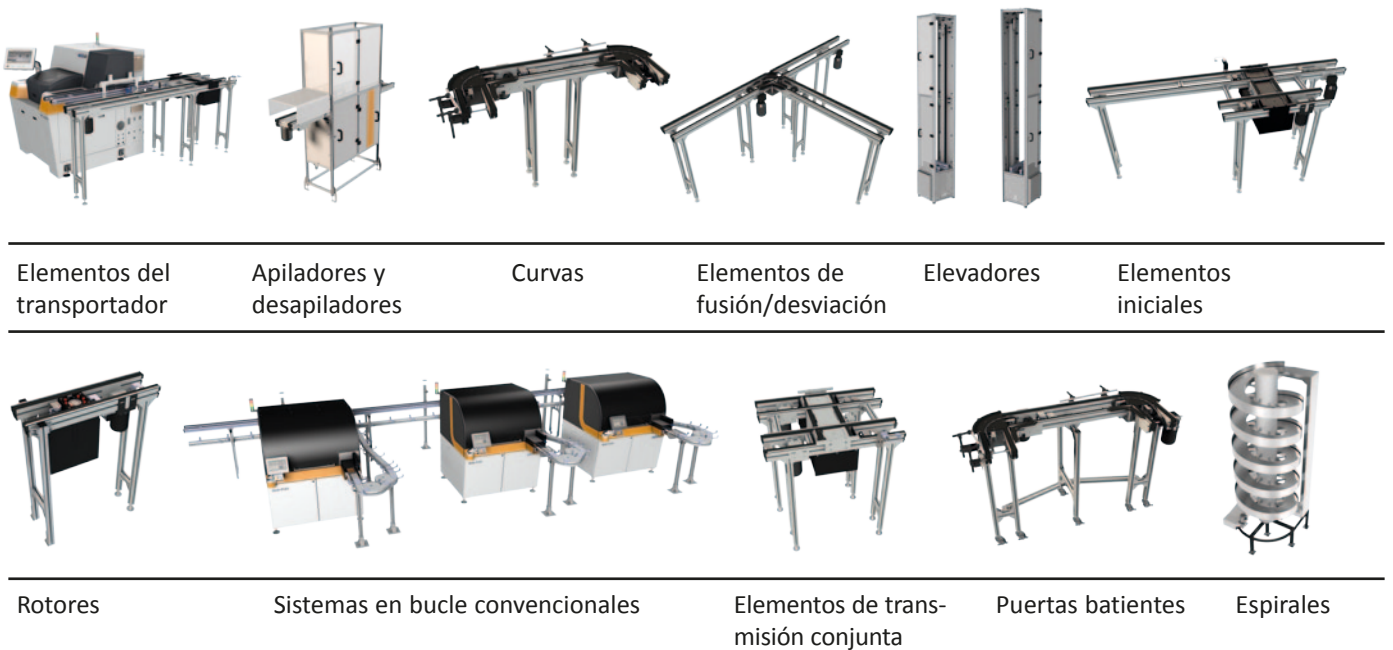 Elementos del
transportador
Apiladores y
desapiladores
Curvas
Elementos de
fusión/desviación
Elevadores
Elementos
iniciales
Rotores
Sistemas en bucle convencionales
Elementos de trans-
misión conjunta
Puertas batientes
Espirales